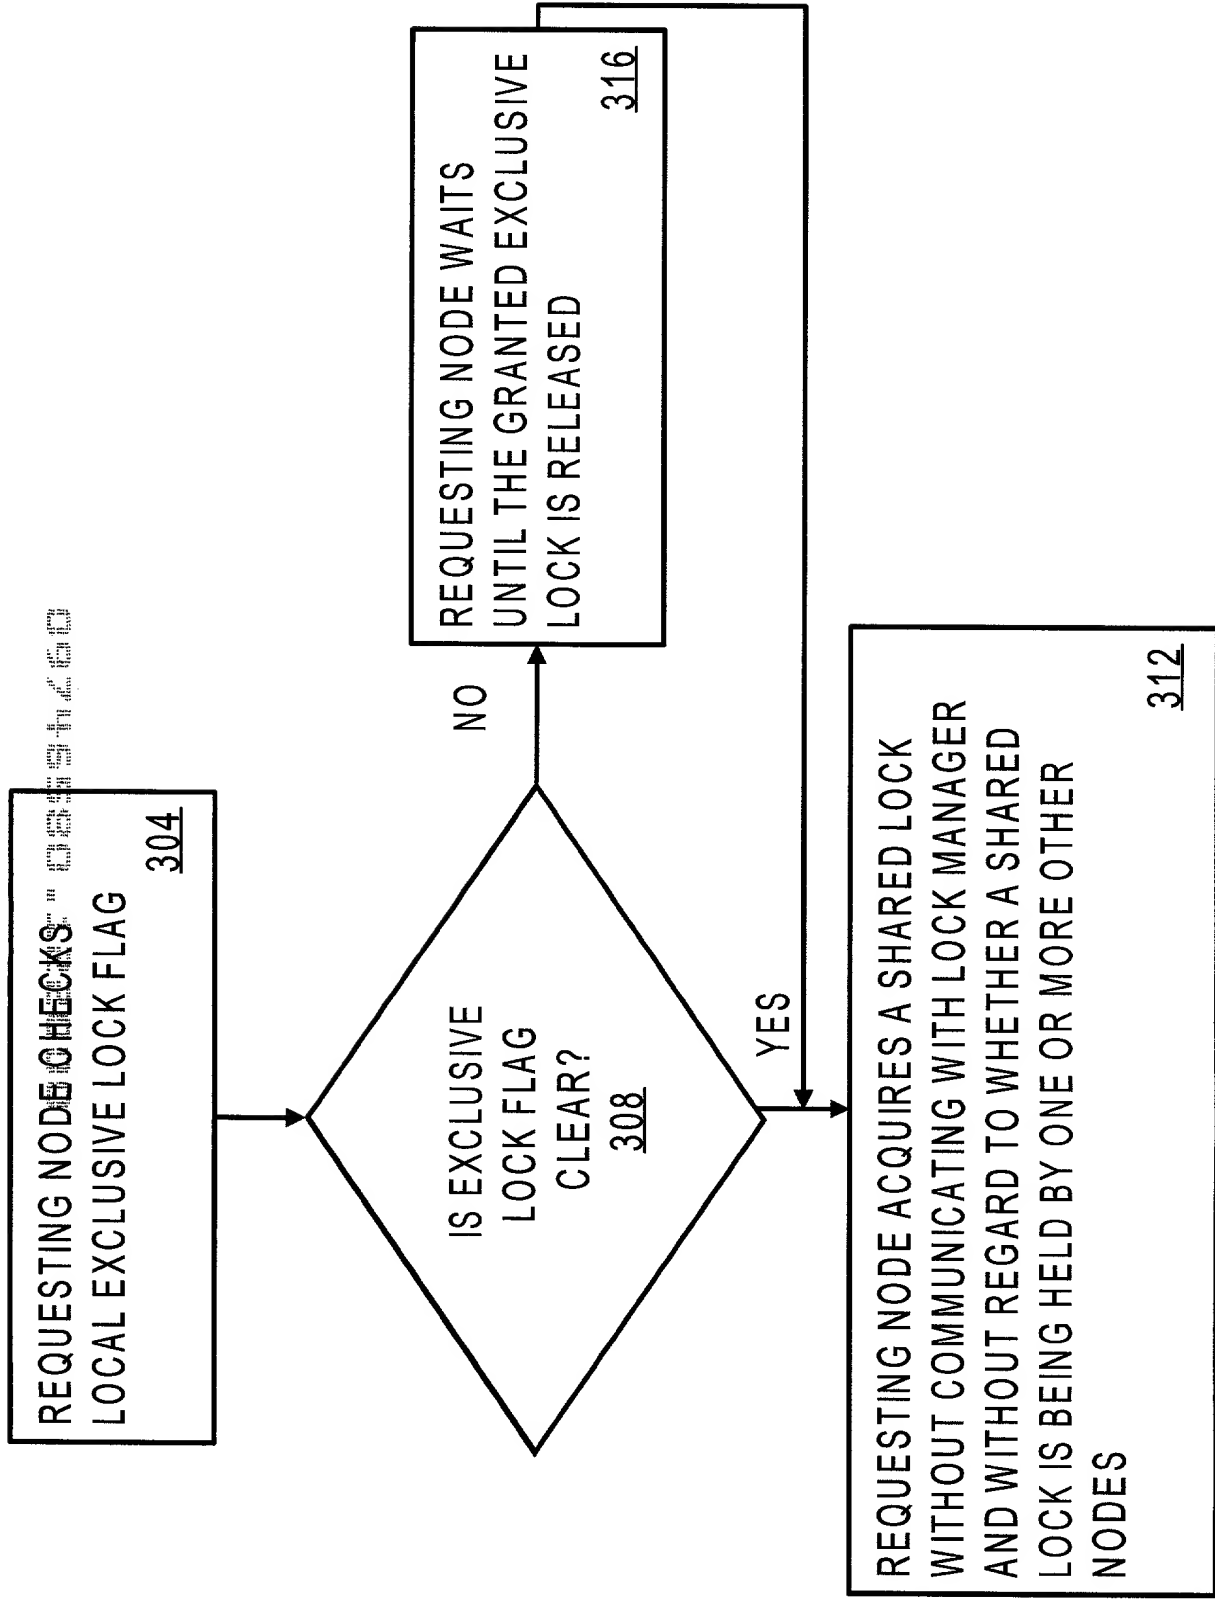 REQUESTING NODE CHECKS
LOCAL EXCLUSIVE LOCK FLAG
304
IS EXCLUSIVE
LOCK FLAG
CLEAR?
308
NO
REQUESTING NODE WAITS
UNTIL THE GRANTED EXCLUSIVE
LOCK IS RELEASED
316
YES
REQUESTING NODE ACQUIRES A SHARED LOCK
WITHOUT COMMUNICATING WITH LOCK MANAGER
AND WITHOUT REGARD TO WHETHER A SHARED
LOCK IS BEING HELD BY ONE OR MORE OTHER
NODES
312